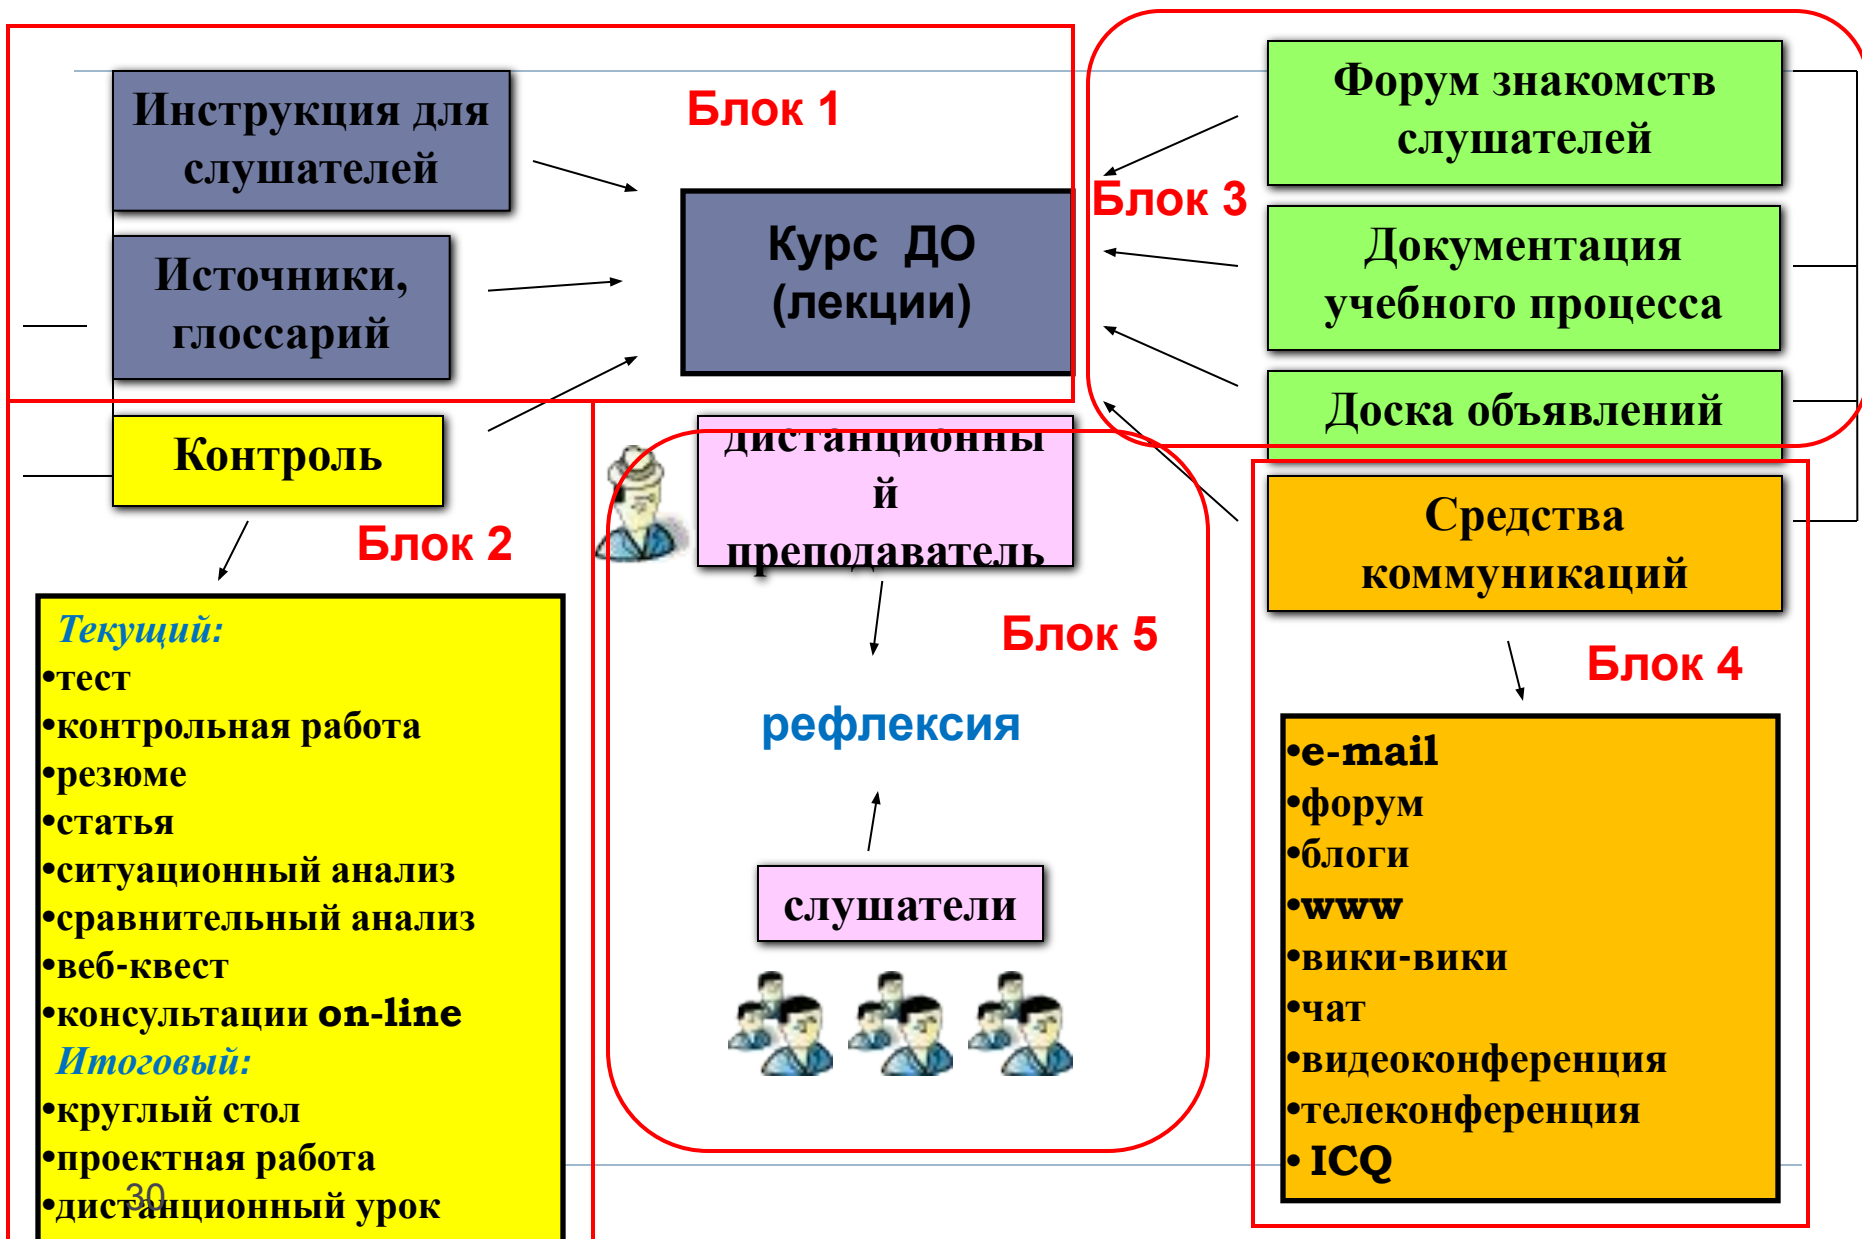 Блок 1
Инструкция для
слушателей
Источники,
глоссарий
Курс ДО
(лекции)
Блок 3
Форум знакомств
слушателей
Документация
учебного процесса
Доска объявлений
Контроль
Блок 2
Текущий:
•тест
•контрольная работа
•резюме
•статья
•ситуационный анализ
•сравнительный анализ
•веб-квест
•консультации on-line
Итоговый:
•круглый стол
•проектная работа
•дистанционный урок
30
дистанционны
й
преподаватель
Блок 5
рефлексия
слушатели
Средства
коммуникаций
Блок 4
•e-mail
•форум
•блоги
•www
•вики-вики
•чат
•видеоконференция
•телеконференция
• ICQ